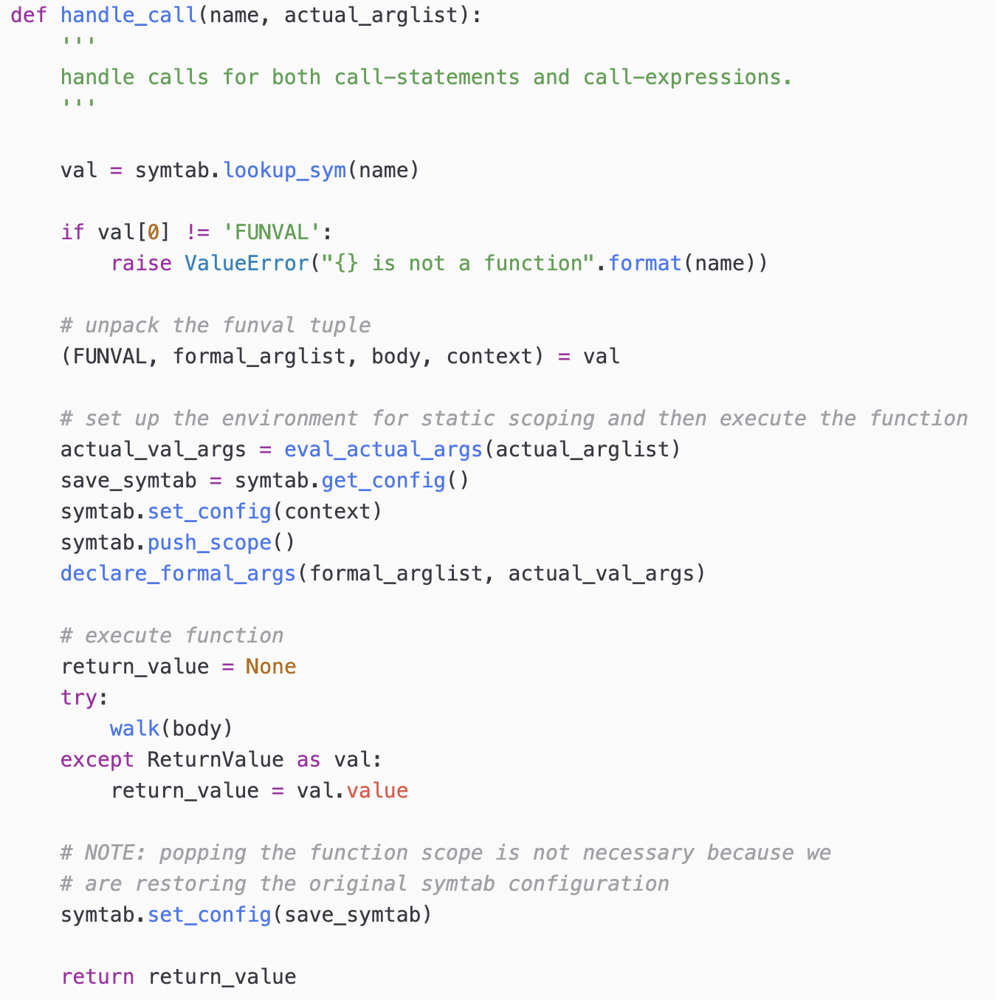 def handle_call(name, actual_arglist):
    '''
    handle calls for both call-statements and call-expressions.
    '''
    val = symtab.lookup_sym(name)
    if val[0] != 'FUNVAL':
        raise ValueError("{} is not a function".format(name))
    # unpack the funval tuple
    (FUNVAL, formal_arglist, body, context) = val
    # set up the environment for static scoping and then execute the function
    actual_val_args = eval_actual_args(actual_arglist)
    save_symtab = symtab.get_config()
    symtab.set_config(context)
    symtab.push_scope()
    declare_formal_args(formal_arglist, actual_val_args)
    # execute function
    return_value = None
    try:
        walk(body)
    except ReturnValue as val:
        return_value = val.value
    # NOTE: popping the function scope is not necessary because we
    # are restoring the original symtab configuration
    symtab.set_config(save_symtab)
    return return_value